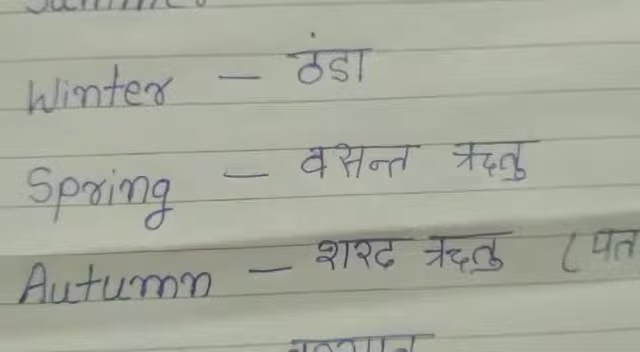 Winter – ठंडा
Spring – वसन्त ऋतु
Autumn – शरद ऋतु (पत